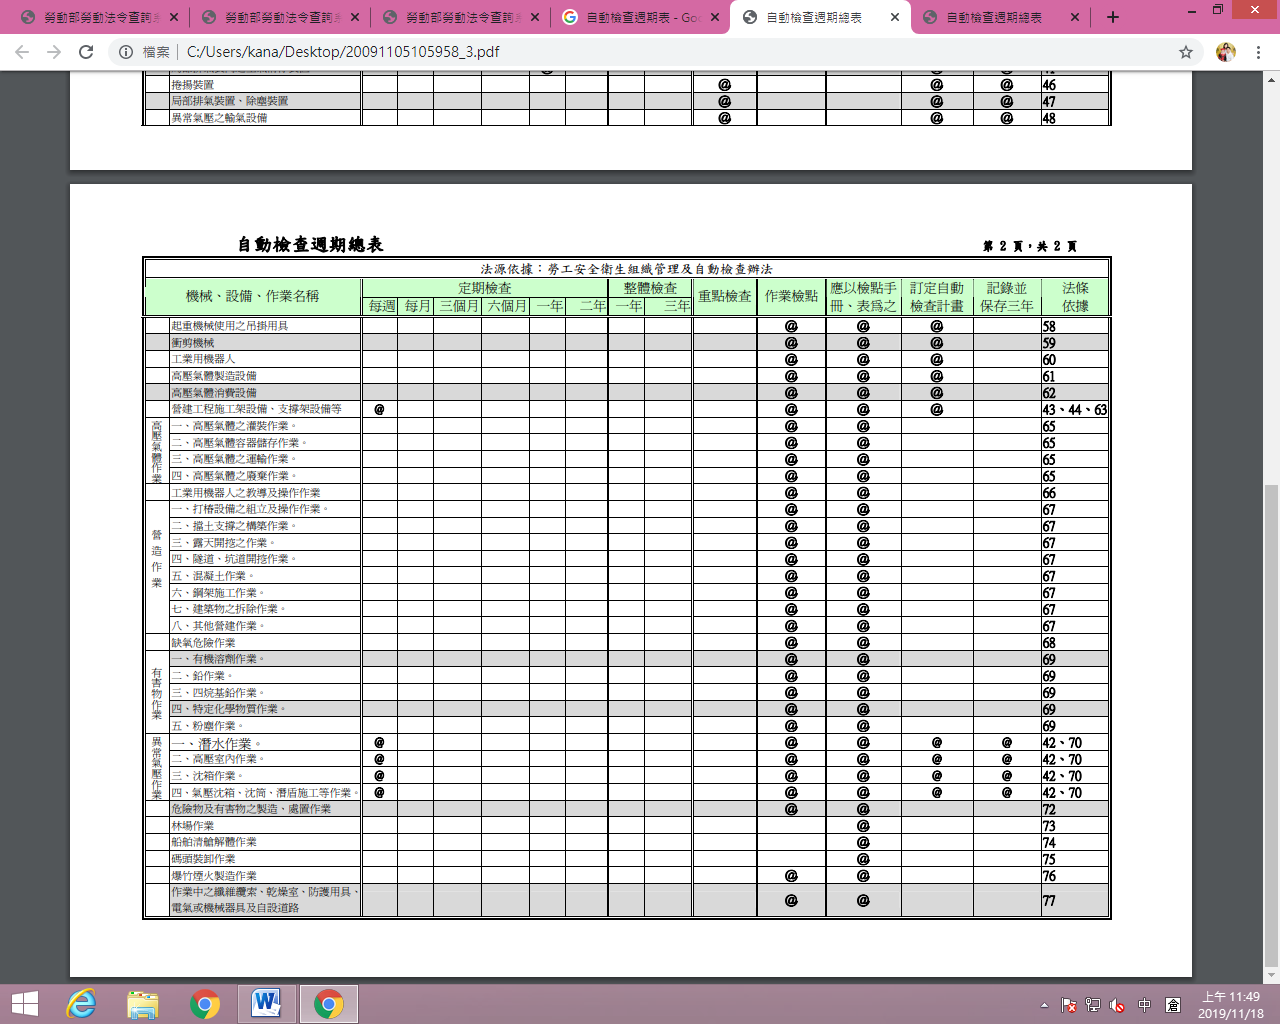 勞動部勞動法令查詢
勞動部勞動法令查詢
勞動部勞動法令查詢
自動檢查週期表 - Goo
自動檢查週期總表
自動檢查週期總表
檔案 C:/Users/kana/Desktop/20091105105958_3.pdf
捲揚裝置 @ @ @ 46
局部排氣裝置、除塵裝置 @ @ @ 47
異常氣壓之輸氣設備 @ @ @ 48
自動檢查週期總表 第 2 頁，共 2 頁
法源依據：勞工安全衛生組織管理及自動檢查辦法
機械、設備、作業名稱 定期檢查 整體檢查 重點檢查 作業檢點 應以檢點手冊、表為之 訂定自動檢查計畫 記錄並保存三年 法條依據
每週 每月 三個月 六個月 一年 二年 一年 三年
起重機械使用之吊掛用具 @ @ @ 58
衝剪機械 @ @ @ 59
工業用機器人 @ @ @ 60
高壓氣體製造設備 @ @ @ 61
高壓氣體消費設備 @ @ @ 62
營建工程施工架設備、支撐架設備等 @ @ @ @ 43、44、63
高壓氣體作業
一、高壓氣體之灌裝作業。 @ @ 65
二、高壓氣體容器儲存作業。 @ @ 65
三、高壓氣體之運輸作業。 @ @ 65
四、高壓氣體之廢棄作業。 @ @ 65
工業用機器人之教導及操作作業 @ @ 66
營造作業
一、打樁設備之組立及操作作業。 @ @ 67
二、擋土支撐之構築作業。 @ @ 67
三、露天開挖之作業。 @ @ 67
四、隧道、坑道開挖作業。 @ @ 67
五、混凝土作業。 @ @ 67
六、鋼架施工作業。 @ @ 67
七、建築物之拆除作業。 @ @ 67
八、其他營建作業。 @ @ 67
缺氧危險作業 @ @ 68
有害物作業
一、有機溶劑作業。 @ @ 69
二、鉛作業。 @ @ 69
三、四烷基鉛作業。 @ @ 69
四、特定化學物質作業。 @ @ 69
五、粉塵作業。 @ @ 69
異常氣壓作業
一、潛水作業。 @ @ @ @ @ 42、70
二、高壓室內作業。 @ @ @ @ @ 42、70
三、沈箱作業。 @ @ @ @ @ 42、70
四、氣壓沈箱、沈筒、潛盾施工等作業。 @ @ @ @ @ 42、70
危險物及有害物之製造、處置作業 @ @ 72
林場作業 @ 73
船舶清艙解體作業 @ 74
碼頭裝卸作業 @ 75
爆竹煙火製造作業 @ @ 76
作業中之纖維纜索、乾燥室、防護用具、
電氣或機械器具及自設道路 @ @ 77
中 倉
上午 11:49
2019/11/18